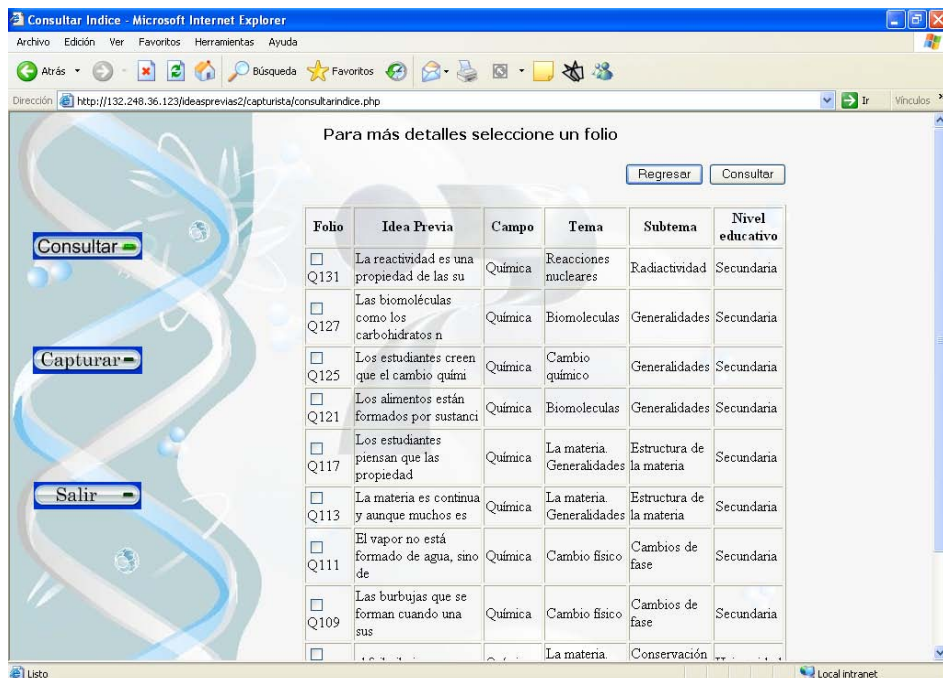 Consultar Indice - Microsoft Internet Explorer
Archivo Edición Ver Favoritos Herramientas Ayuda
Atrás Búsqueda Favoritos
Dirección http://132.248.36.123/ideasprevias2/capturista/consultarindice.php Ir Vínculos
Para más detalles seleccione un folio
Regresar Consultar
Consultar
Capturar
Salir
Folio Idea Previa Campo Tema Subtema Nivel educativo
Q131 La reactividad es una propiedad de las su Química Reacciones nucleares Radiactividad Secundaria
Q127 Las biomoléculas como los carbohidratos n Química Biomoleculas Generalidades Secundaria
Q125 Los estudiantes creen que el cambio quími Química Cambio químico Generalidades Secundaria
Q121 Los alimentos están formados por sustanci Química Biomoleculas Generalidades Secundaria
Q117 Los estudiantes piensan que las propiedad Química La materia. Generalidades Estructura de la materia Secundaria
Q113 La materia es continua y aunque muchos es Química La materia. Generalidades Estructura de la materia Secundaria
Q111 El vapor no está formado de agua, sino de Química Cambio físico Cambios de fase Secundaria
Q109 Las burbujas que se forman cuando una sus Química Cambio físico Cambios de fase Secundaria
La materia. Conservación
Listo Local intranet